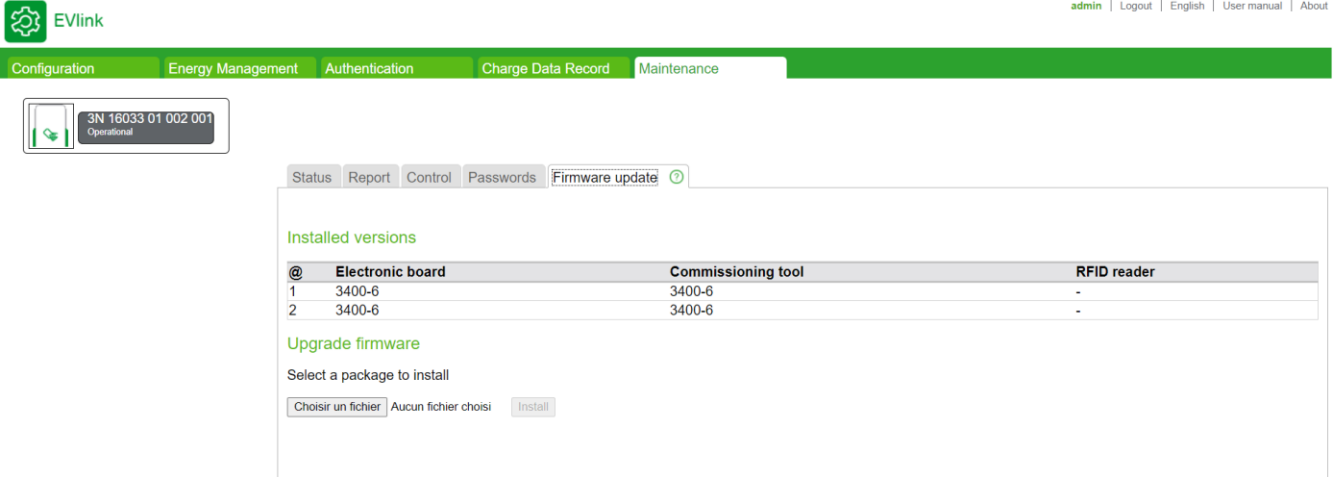 admin | Logout | English | User manual | About
EVlink
Configuration Energy Management Authentication Charge Data Record Maintenance
3N 16033 01 002 001
Operational
Status Report Control Passwords Firmware update ?
Installed versions
@ Electronic board Commissioning tool RFID reader
1 3400-6 3400-6 -
2 3400-6 3400-6 -
Upgrade firmware
Select a package to install
Choisir un fichier Aucun fichier choisi Install